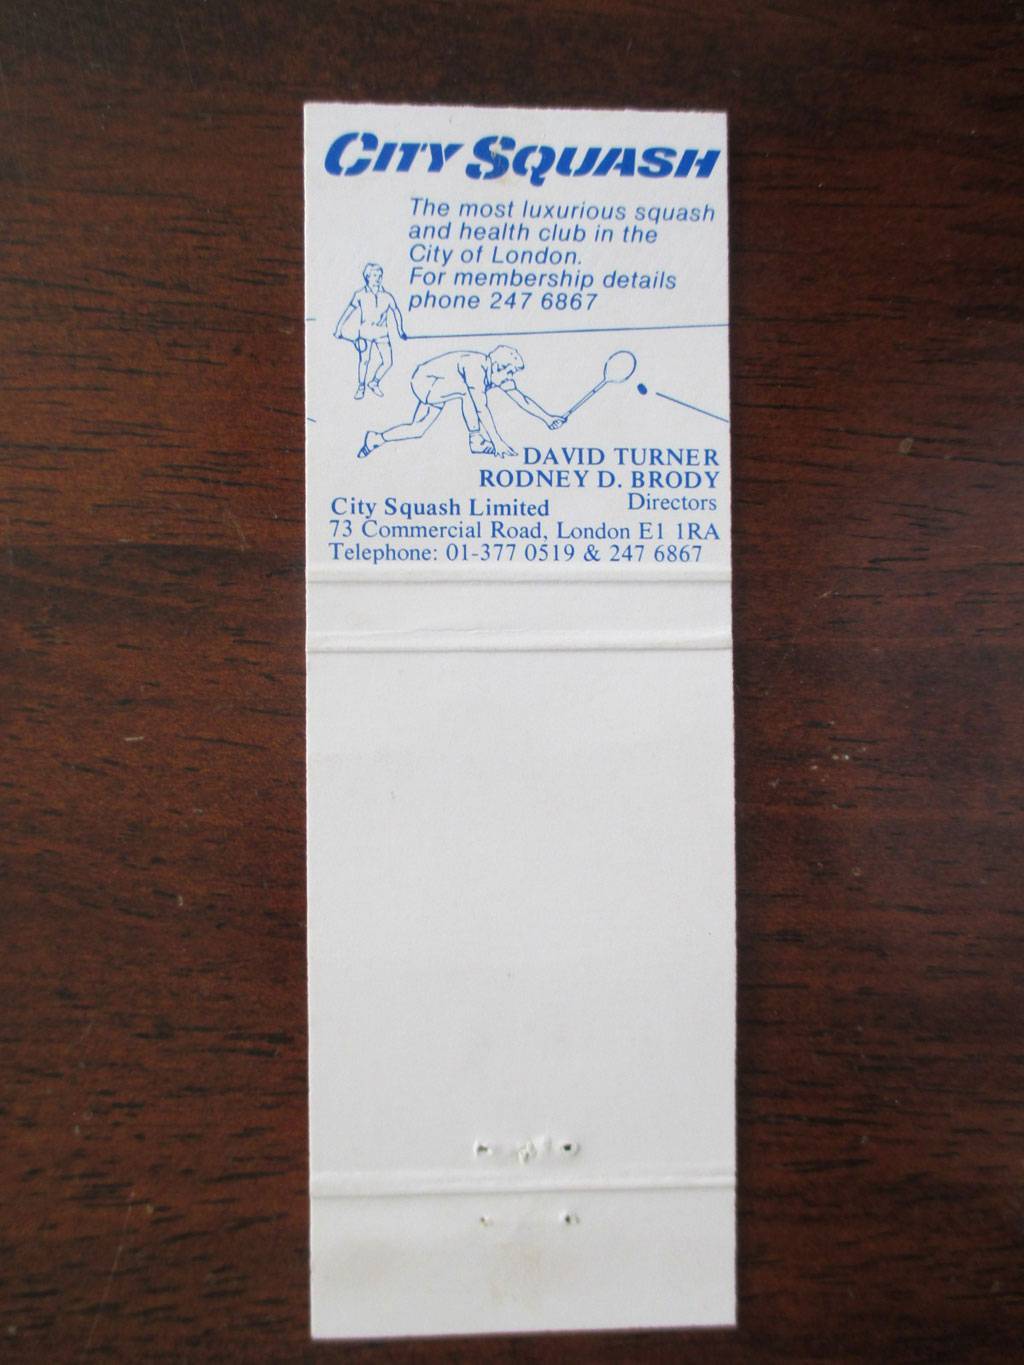 CITY SQUASH
The most luxurious squash
and health club in the
City of London.
For membership details
phone 247 6867
DAVID TURNER
RODNEY D. BRODY
Directors
City Squash Limited
73 Commercial Road, London E1 1RA
Telephone: 01-377 0519 & 247 6867